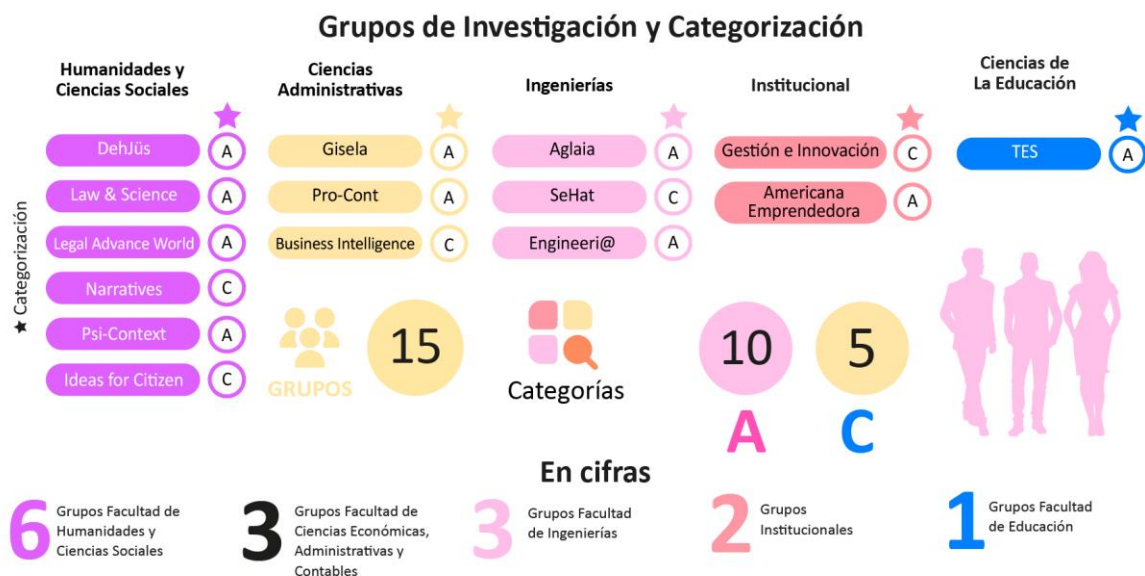 Grupos de Investigación y Categorización
Humanidades y
Ciencias Sociales
DehJüs
A
Law & Science
A
Legal Advance World
A
Narratives
C
Psi-Context
A
Ideas for Citizen
C
★ Categorización
Ciencias
Administrativas
Gisela
A
Pro-Cont
A
Business Intelligence
C
Ingenierías
Aglaia
A
SeHat
C
Engineeri@
A
Institucional
Gestión e Innovación
C
Americana
Emprendedora
A
Ciencias de
La Educación
TES
A
GRUPOS
15
Categorías
10
A
5
C
En cifras
6
Grupos Facultad de
Humanidades y
Ciencias Sociales
3
Grupos Facultad de
Ciencias Económicas,
Administrativas y
Contables
3
Grupos Facultad
de Ingenierías
2
Grupos
Institucionales
1
Grupos Facultad
de Educación